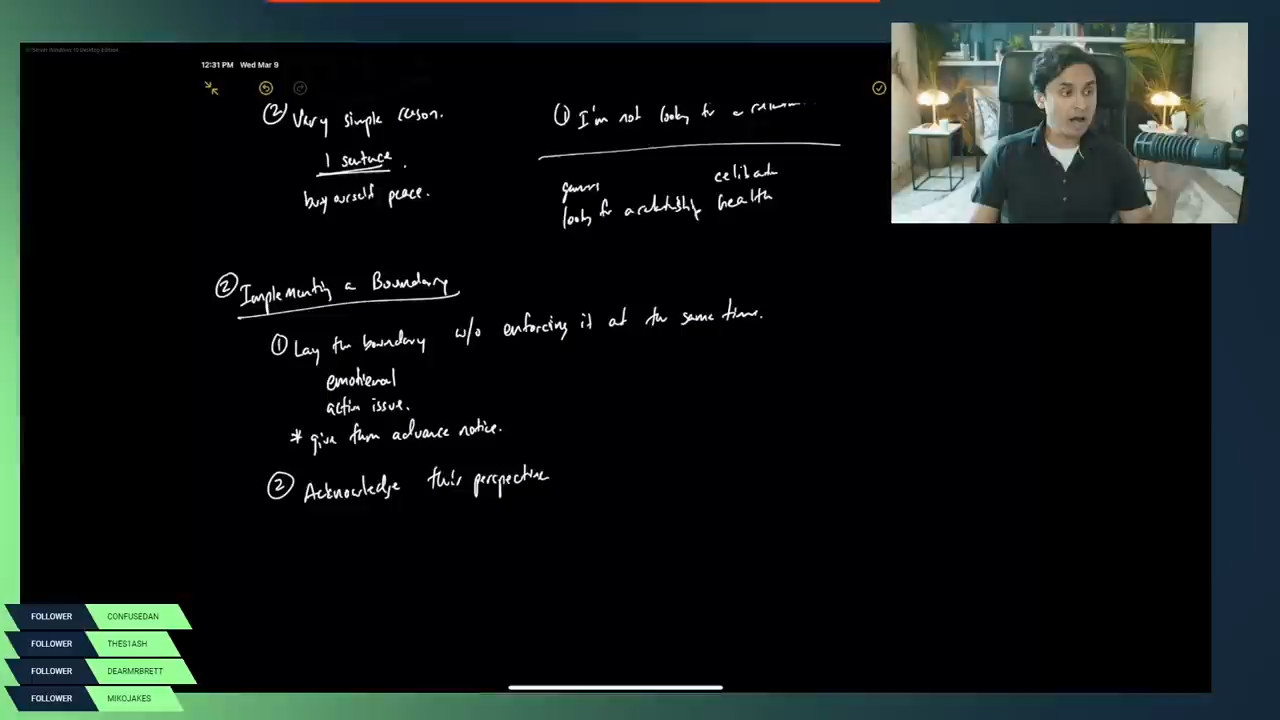 12:31 PM Wed Mar 9
② Very simple reason.
1 sentence.
buy ourself peace.
① I'm not looking for a
celibate
looking for a relationship health
② Implementing a Boundary
① Lay the boundary w/o enforcing it at the same time.
emotional
action issue.
* give them advance notice.
② Acknowledge their perspective
FOLLOWER CONFUSEDAN
FOLLOWER THES1ASH
FOLLOWER DEARMRBRETT
FOLLOWER MIKOJAKES